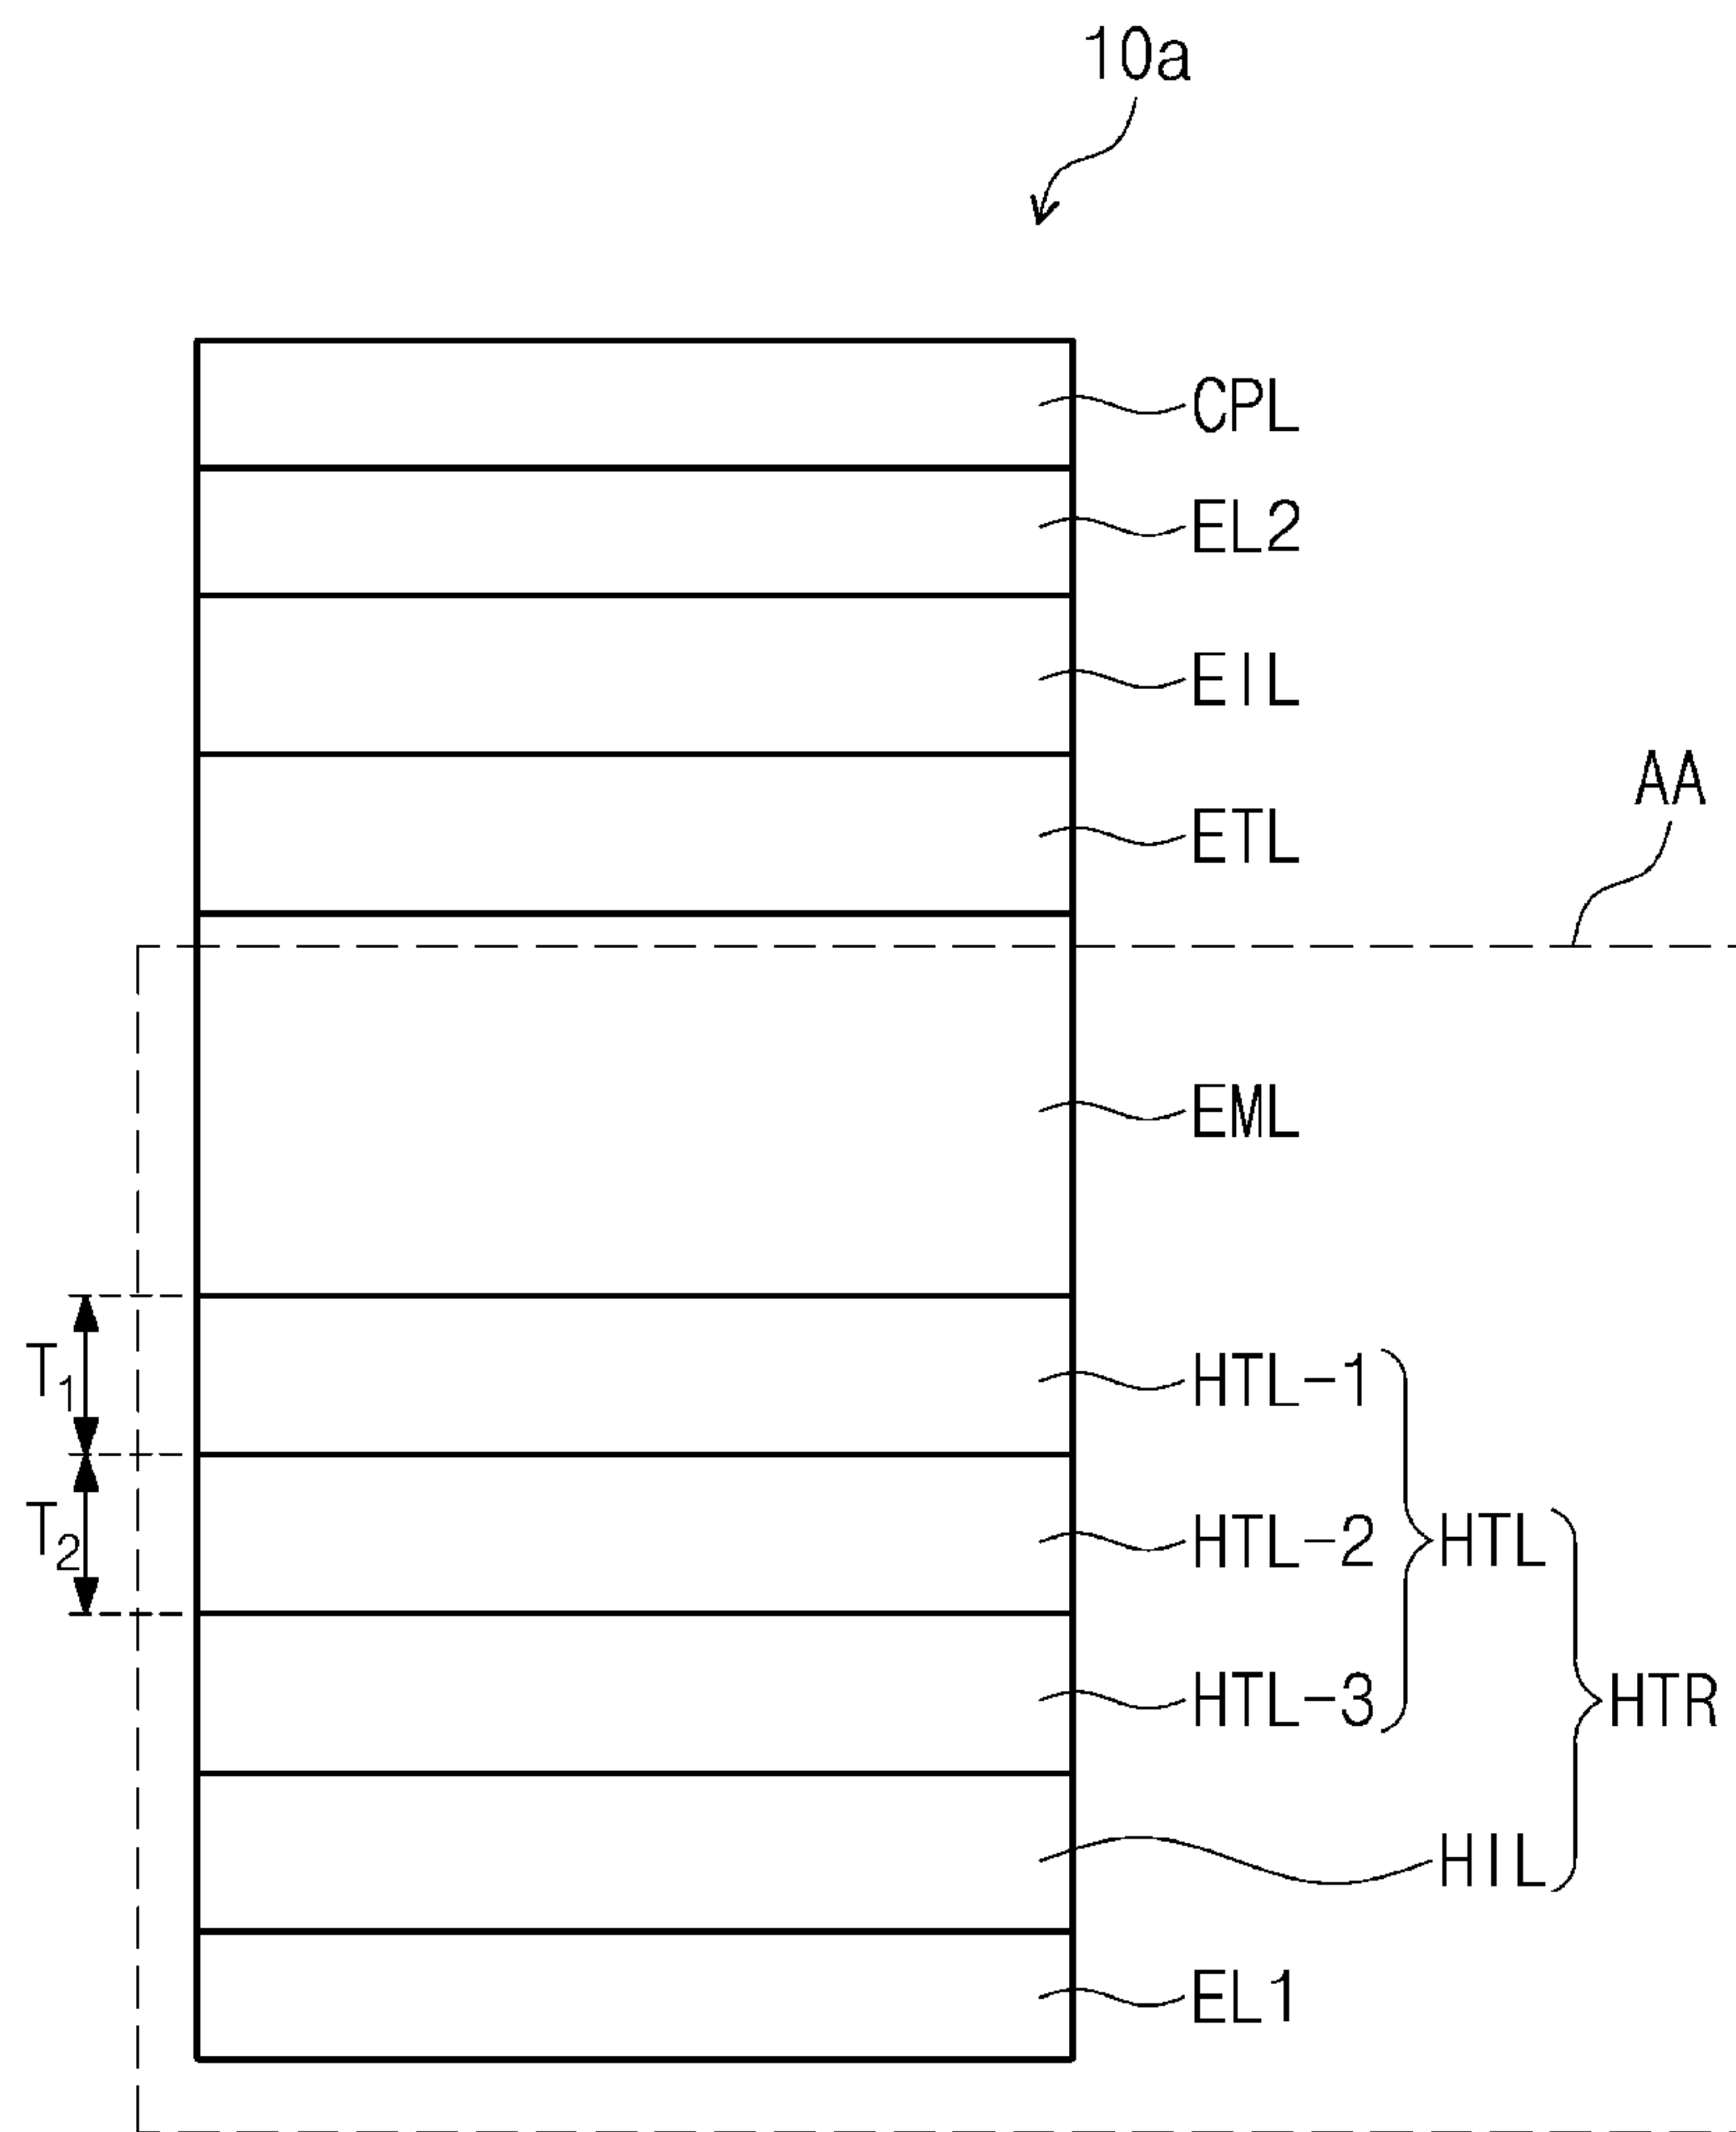 10a
CPL
EL2
EIL
ETL
AA
EML
T1
HTL-1
T2
HTL-2
HTL
HTL-3
HTR
HIL
EL1